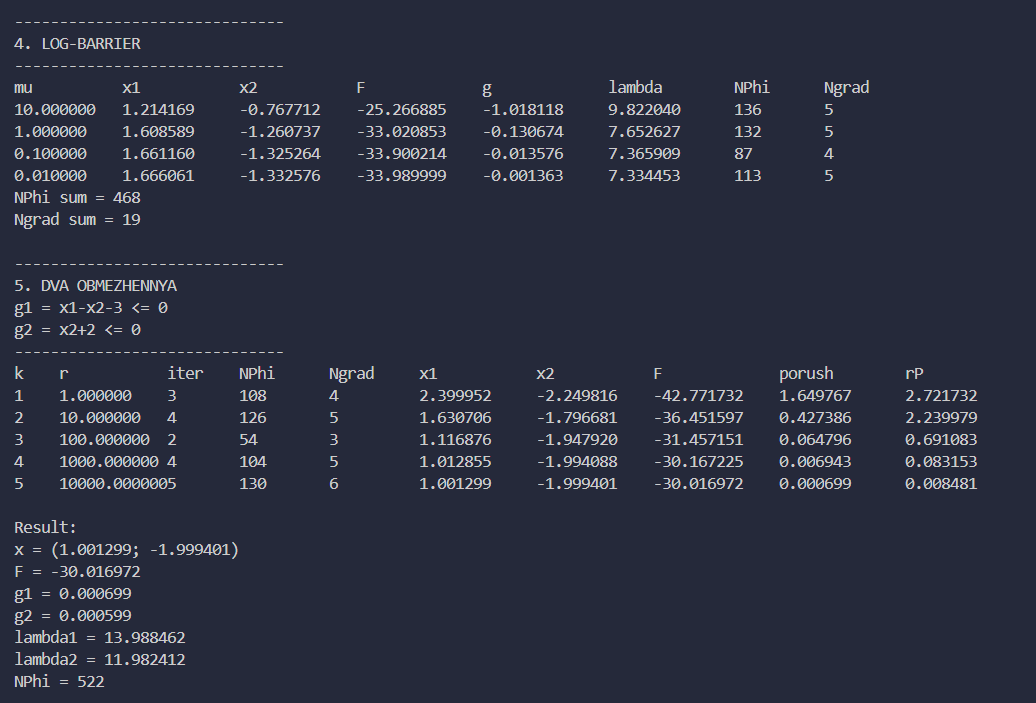 ------------------------------
4. LOG-BARRIER
------------------------------
mu          x1           x2           F             g             lambda        NPhi      Ngrad
10.000000   1.214169     -0.767712    -25.266885    -1.018118     9.822040      136       5
1.000000    1.608589     -1.260737    -33.020853    -0.130674     7.652627      132       5
0.100000    1.661160     -1.325264    -33.900214    -0.013576     7.365909      87        4
0.010000    1.666061     -1.332576    -33.989999    -0.001363     7.334453      113       5
NPhi sum = 468
Ngrad sum = 19
------------------------------
5. DVA OBMEZHENNYA
g1 = x1-x2-3 <= 0
g2 = x2+2 <= 0
------------------------------
k    r           iter    NPhi      Ngrad     x1           x2           F             porush        rP
1    1.000000    3       108       4         2.399952     -2.249816    -42.771732    1.649767      2.721732
2    10.000000   4       126       5         1.630706     -1.796681    -36.451597    0.427386      2.239979
3    100.000000  2       54        3         1.116876     -1.947920    -31.457151    0.064796      0.691083
4    1000.000000 4       104       5         1.012855     -1.994088    -30.167225    0.006943      0.083153
5    10000.0000005       130       6         1.001299     -1.999401    -30.016972    0.000699      0.008481
Result:
x = (1.001299; -1.999401)
F = -30.016972
g1 = 0.000699
g2 = 0.000599
lambda1 = 13.988462
lambda2 = 11.982412
NPhi = 522